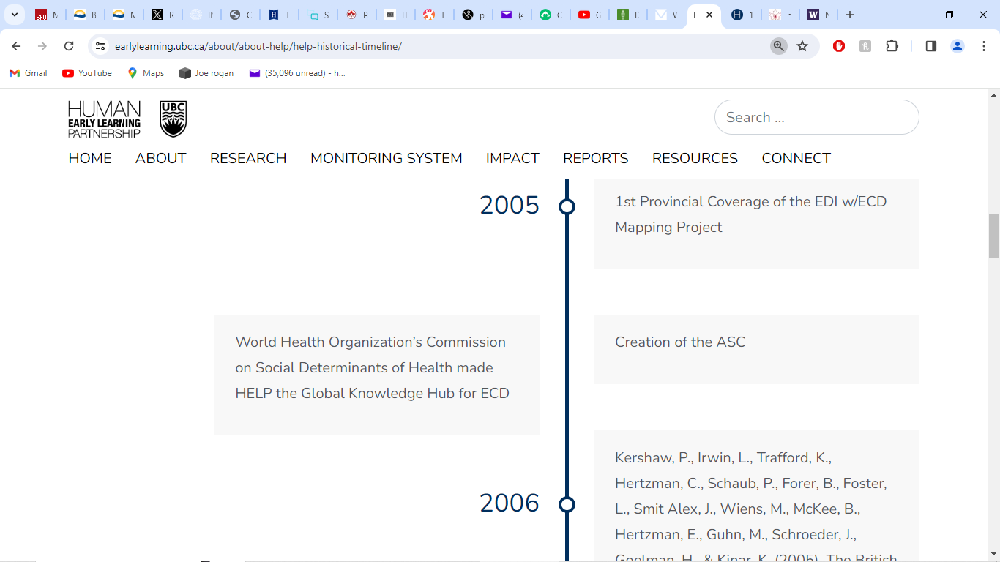 SFU M
B
M
R
IN
C
H T
S
P
H
T
p
(4
C
G
D
V
H
H 1
h
W N
earlylearning.ubc.ca/about/about-help/help-historical-timeline/
Gmail YouTube Maps Joe rogan (35,096 unread) - h...
HUMAN
EARLY LEARNING
PARTNERSHIP
UBC
Search ...
HOME ABOUT RESEARCH MONITORING SYSTEM IMPACT REPORTS RESOURCES CONNECT
2005
1st Provincial Coverage of the EDI w/ECD
Mapping Project
World Health Organization’s Commission
on Social Determinants of Health made
HELP the Global Knowledge Hub for ECD
Creation of the ASC
2006
Kershaw, P., Irwin, L., Trafford, K.,
Hertzman, C., Schaub, P., Forer, B., Foster,
L., Smit Alex, J., Wiens, M., McKee, B.,
Hertzman, E., Guhn, M., Schroeder, J.,
Goelman, H., & Kinar, K. (2005). The British